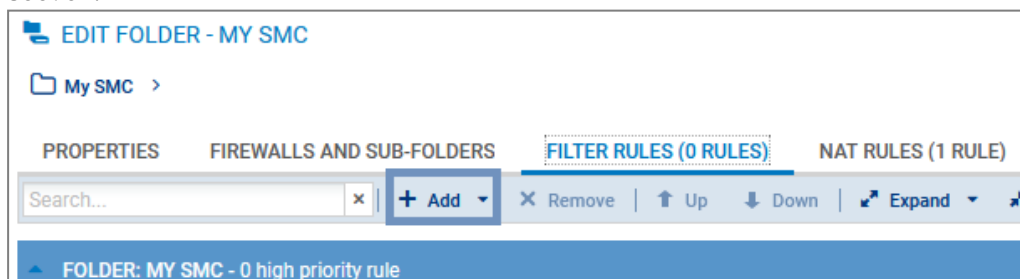 EDIT FOLDER - MY SMC
My SMC >
PROPERTIES FIREWALLS AND SUB-FOLDERS FILTER RULES (0 RULES) NAT RULES (1 RULE)
Search... × + Add × Remove Up Down Expand
FOLDER: MY SMC - 0 high priority rule